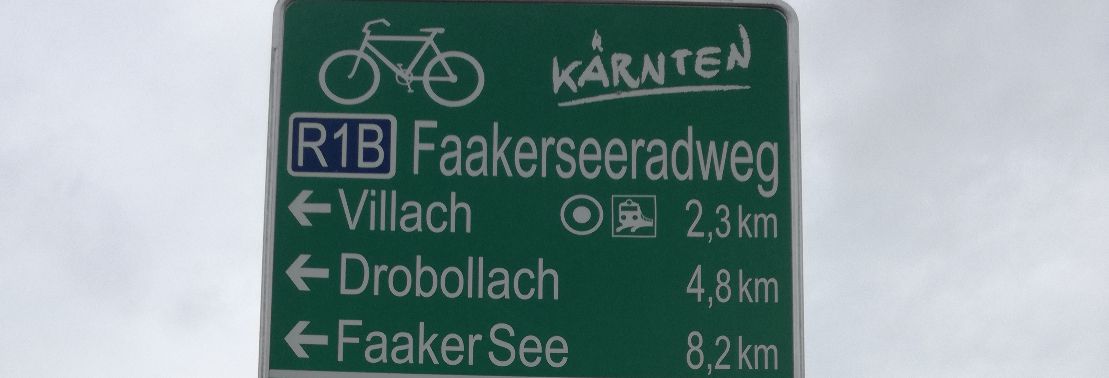 KÄRNTEN
R1B Faakerseeradweg
Villach 2,3 km
Drobollach 4,8 km
Faaker See 8,2 km